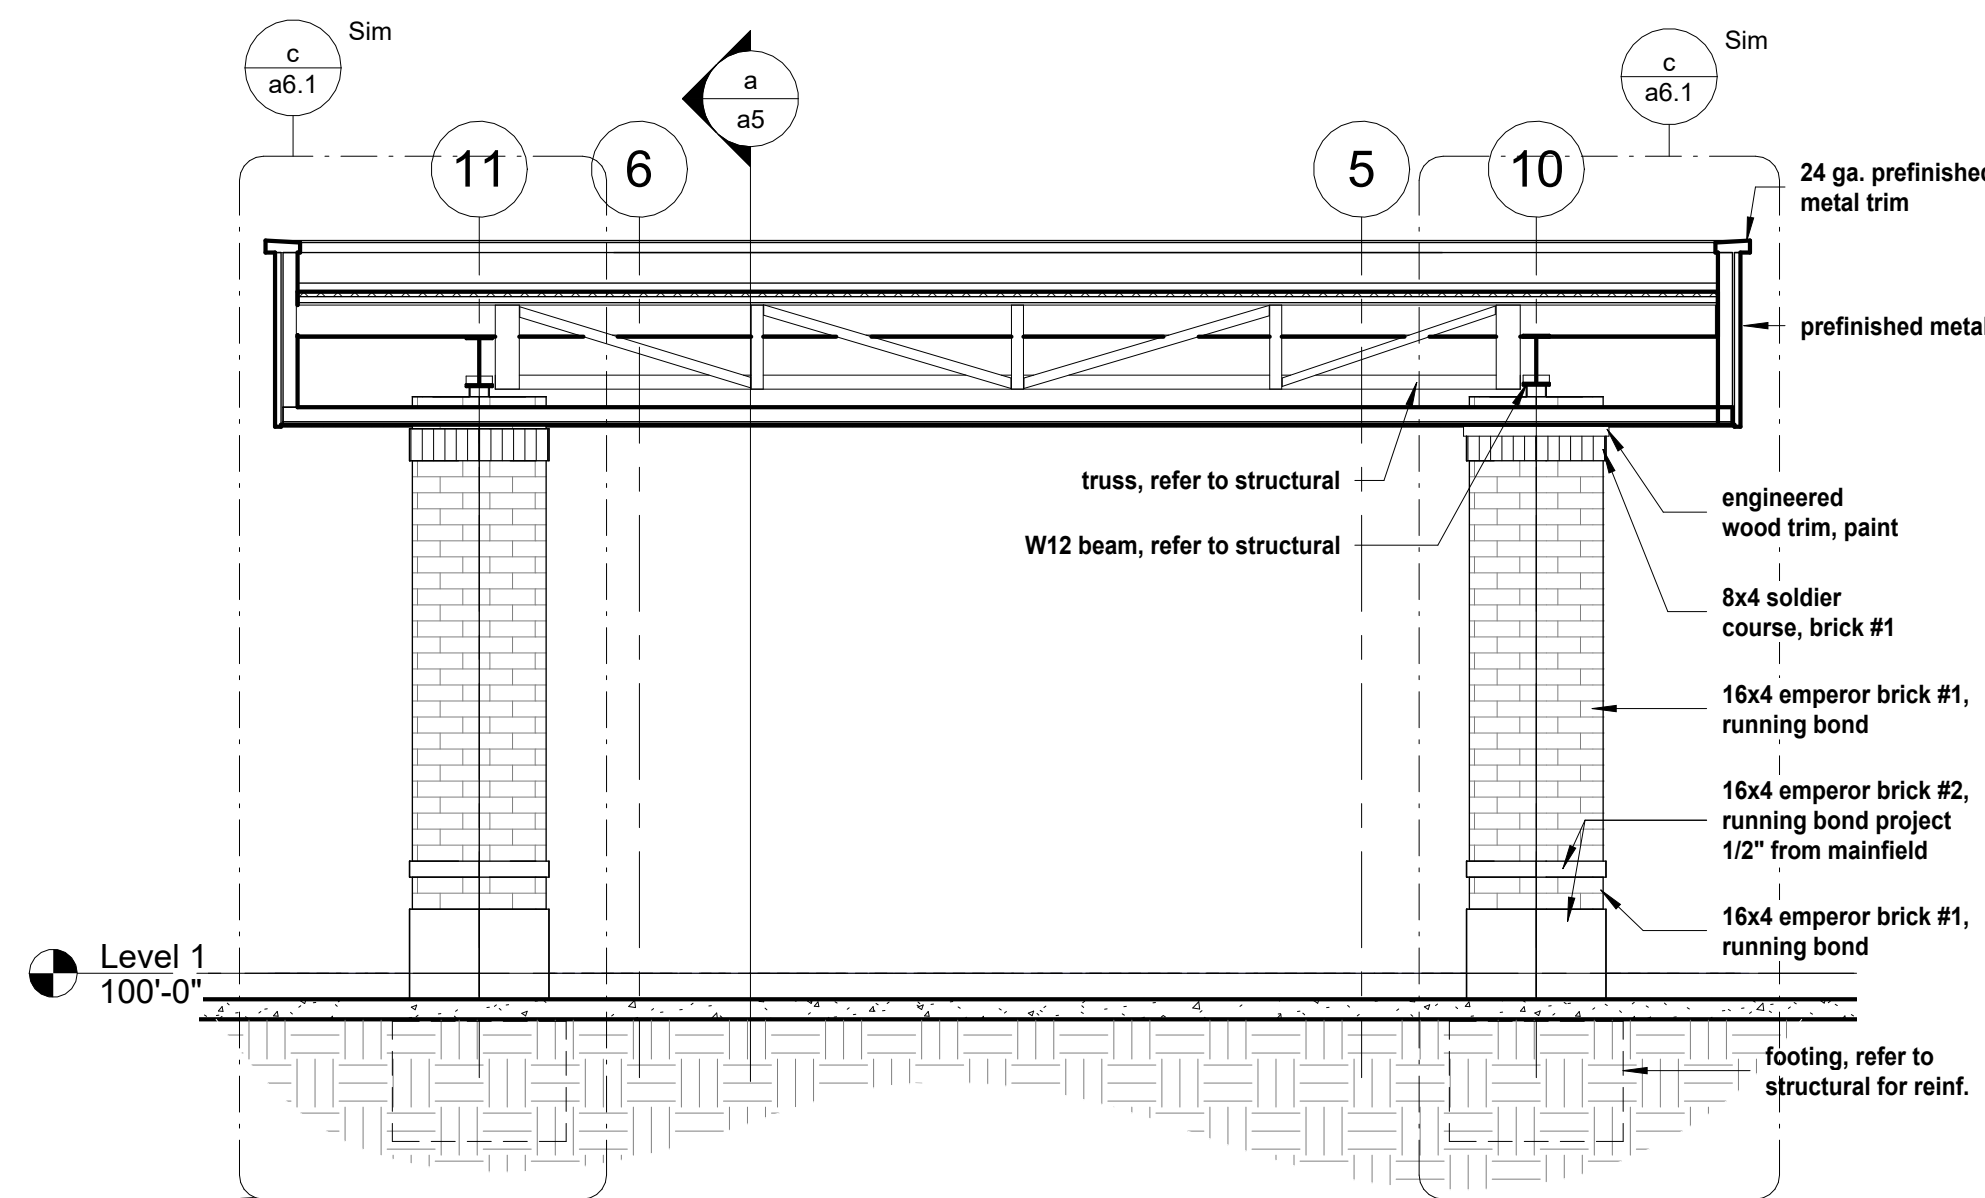 Sim
c
a6.1
a
a5
Sim
c
a6.1
11
6
5
10
24 ga. prefinished
metal trim
prefinished metal
truss, refer to structural
W12 beam, refer to structural
engineered
wood trim, paint
8x4 soldier
course, brick #1
16x4 emperor brick #1,
running bond
16x4 emperor brick #2,
running bond project
1/2" from mainfield
16x4 emperor brick #1,
running bond
Level 1
100'-0"
footing, refer to
structural for reinf.